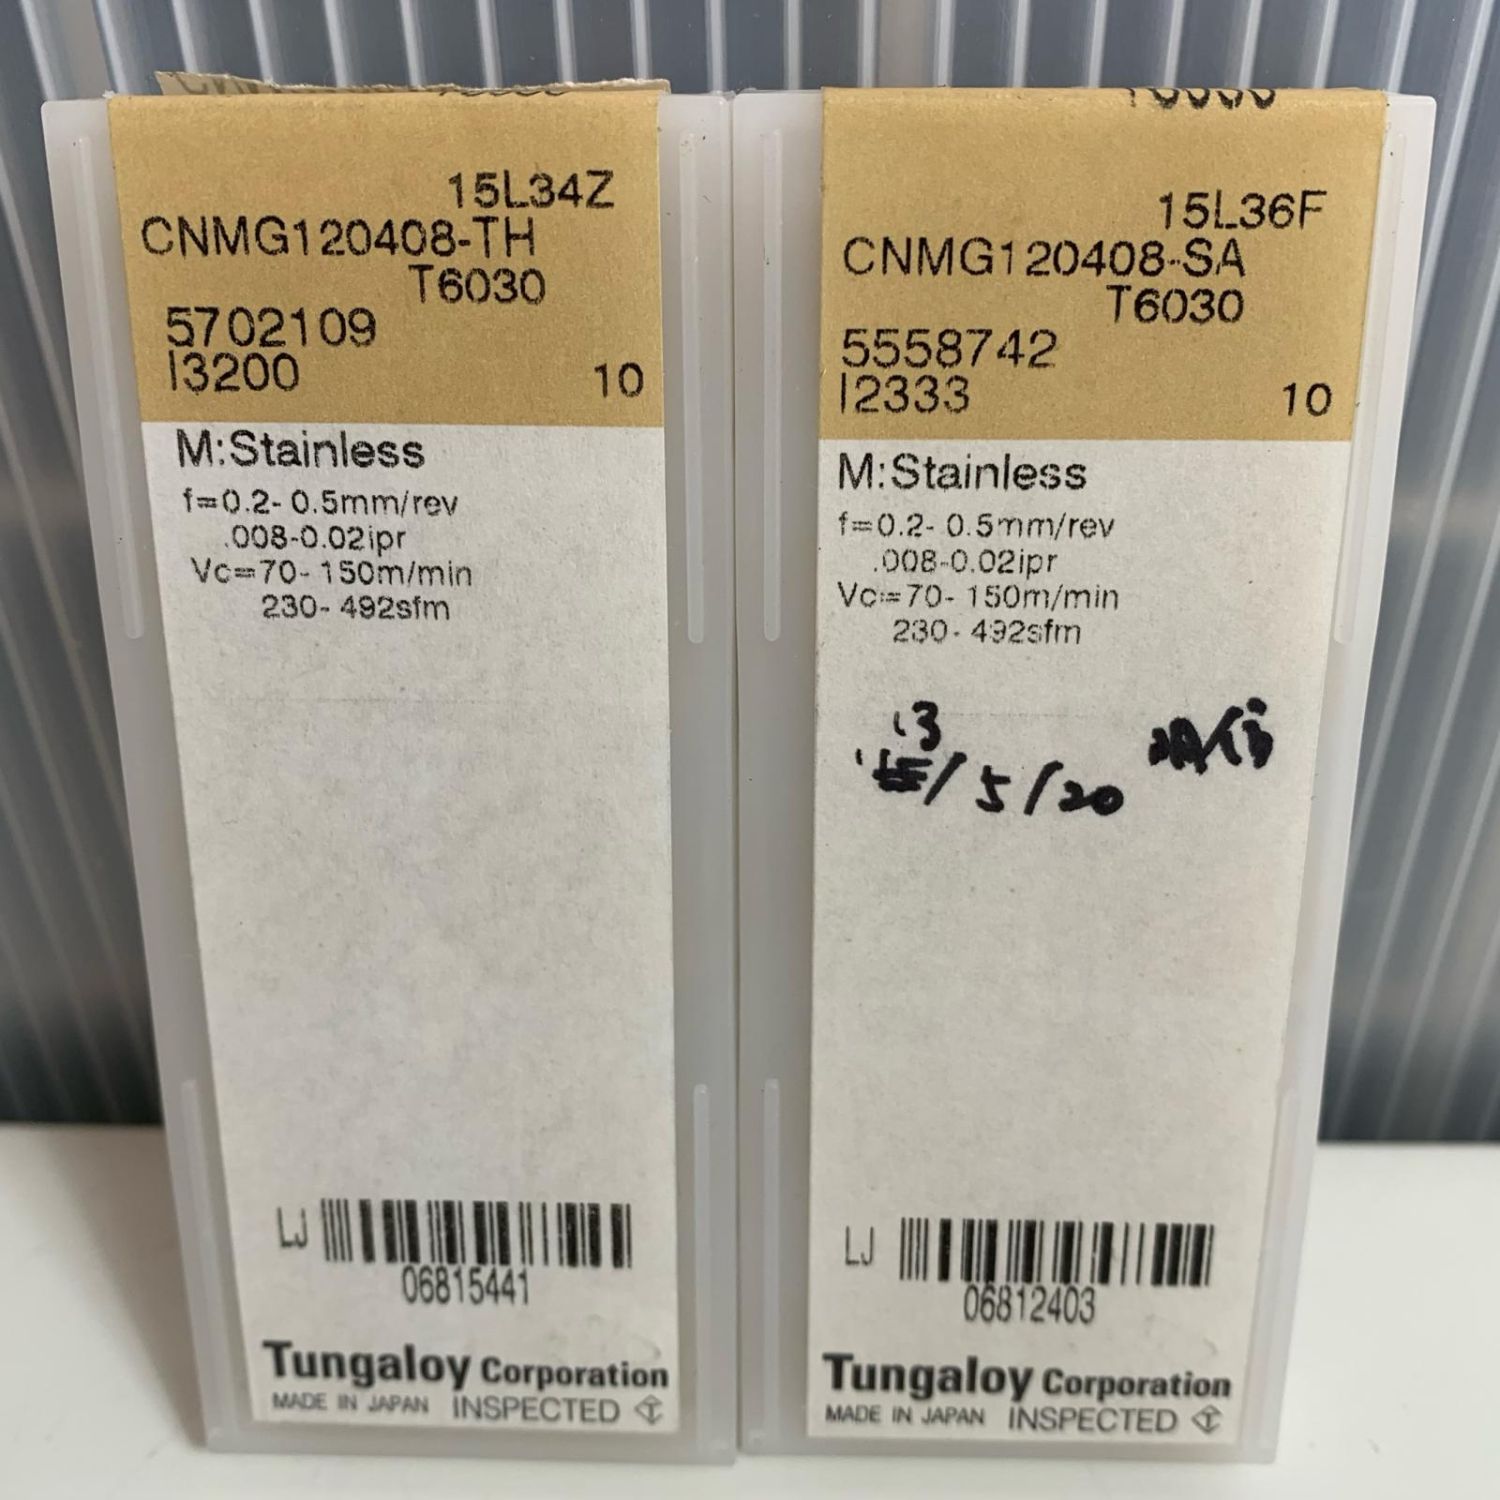 15L34Z
CNMG120408-TH
T6030
5702109
I3200 10
M:Stainless
f=0.2- 0.5mm/rev
.008-0.02ipr
Vc=70- 150m/min
230- 492sfm
LJ
06815441
Tungaloy Corporation
MADE IN JAPAN INSPECTED
15L36F
CNMG120408-SA
T6030
5558742
I2333 10
M:Stainless
f=0.2- 0.5mm/rev
.008-0.02ipr
Vc=70- 150m/min
230- 492sfm
'13
/5/20
LJ
06812403
Tungaloy Corporation
MADE IN JAPAN INSPECTED